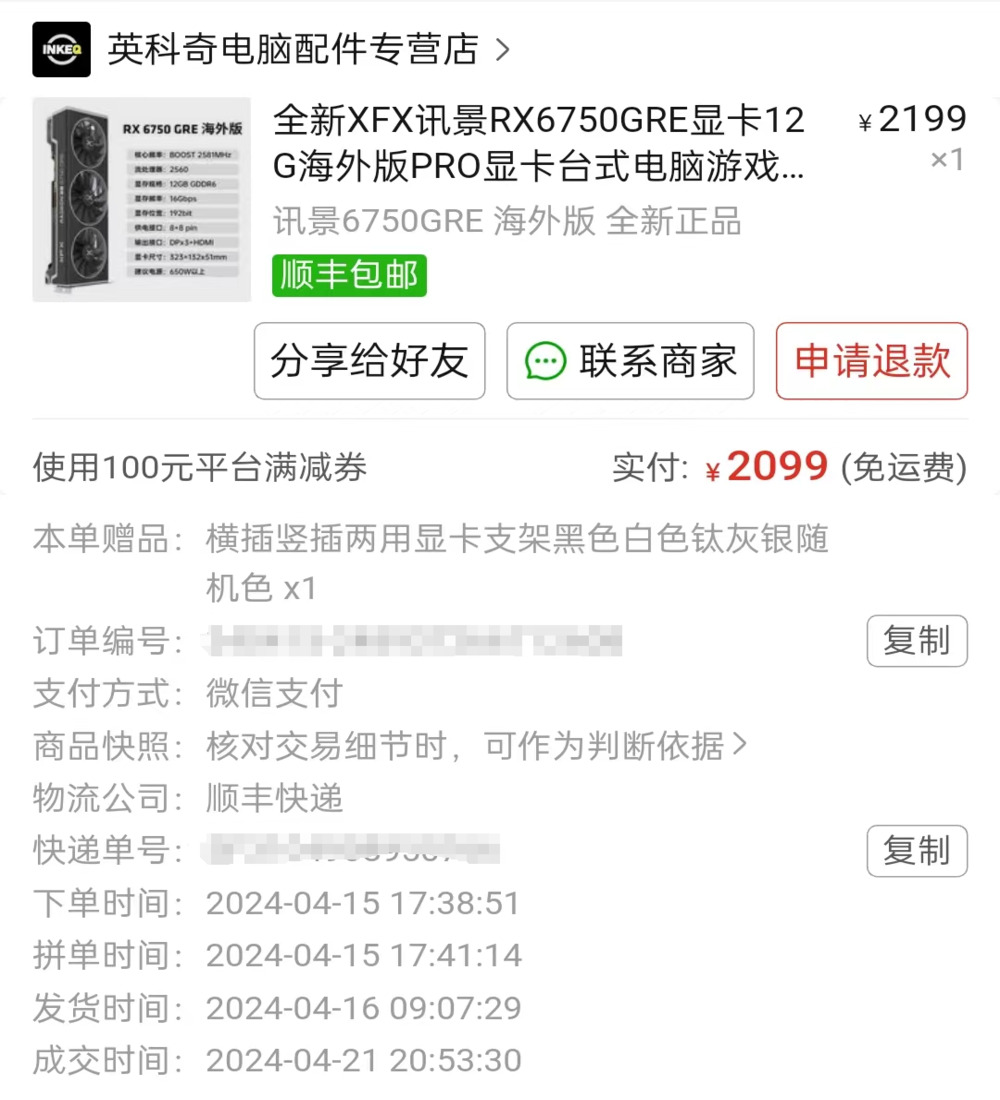 INKEQ 英科奇电脑配件专营店 >
RX 6750 GRE 海外版
核心频率: BOOST 2581MHz
流处理器: 2560
显存规格: 12GB GDDR6
显存频率: 16Gbps
显存位宽: 192bit
供电接口: 8+8 pin
输出接口: DPx3+HDMI
显卡尺寸: 323×132x51mm
建议电源: 650W以上
全新XFX讯景RX6750GRE显卡12 ¥2199
G海外版PRO显卡台式电脑游戏... ×1
讯景6750GRE 海外版 全新正品
顺丰包邮
分享给好友 联系商家 申请退款
使用100元平台满减券 实付: ¥2099 (免运费)
本单赠品: 横插竖插两用显卡支架黑色白色钛灰银随
机色 x1
订单编号: 复制
支付方式: 微信支付
商品快照: 核对交易细节时，可作为判断依据>
物流公司: 顺丰快递
快递单号: 复制
下单时间: 2024-04-15 17:38:51
拼单时间: 2024-04-15 17:41:14
发货时间: 2024-04-16 09:07:29
成交时间: 2024-04-21 20:53:30